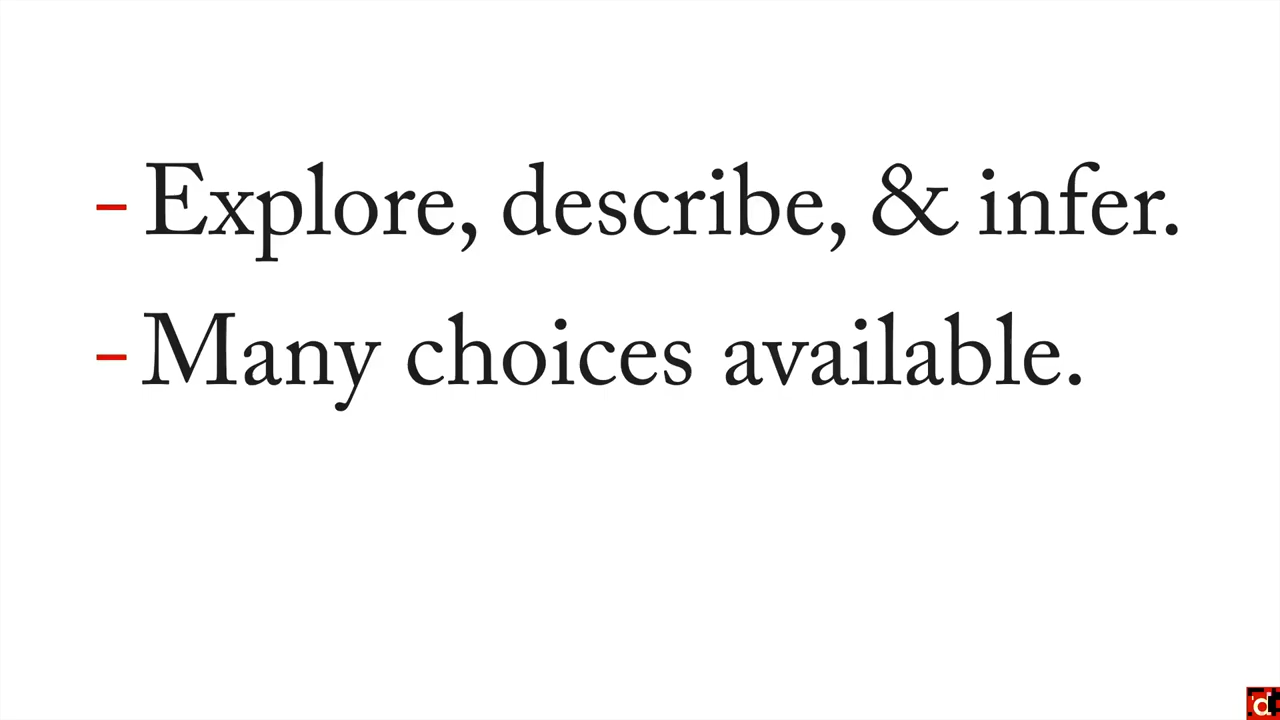 - Explore, describe, & infer.
- Many choices available.
d